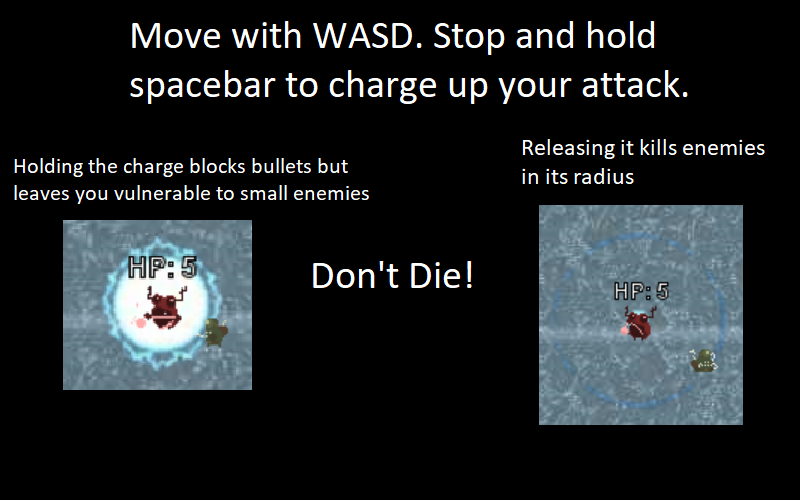 Move with WASD. Stop and hold
spacebar to charge up your attack.
Holding the charge blocks bullets but
leaves you vulnerable to small enemies
Releasing it kills enemies
in its radius
HP: 5
Don't Die!
HP: 5